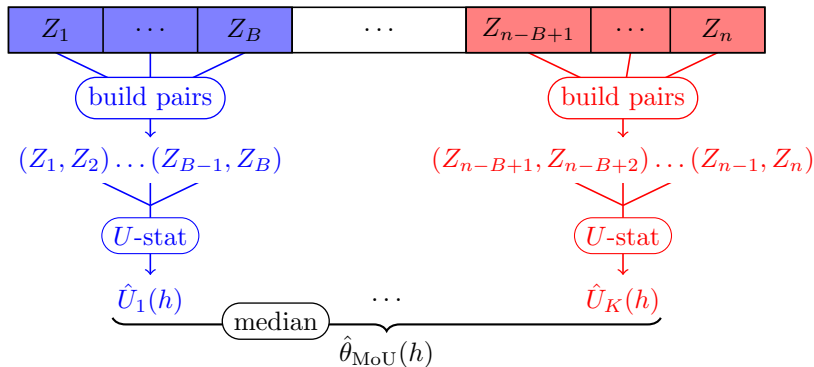 Z_1 ⋯ Z_B ⋯ Z_{n−B+1} ⋯ Z_n
build pairs build pairs
(Z_1, Z_2) … (Z_{B−1}, Z_B) (Z_{n−B+1}, Z_{n−B+2}) … (Z_{n−1}, Z_n)
U-stat U-stat
Û_1(h) ⋯ Û_K(h)
median
θ̂_{MoU}(h)